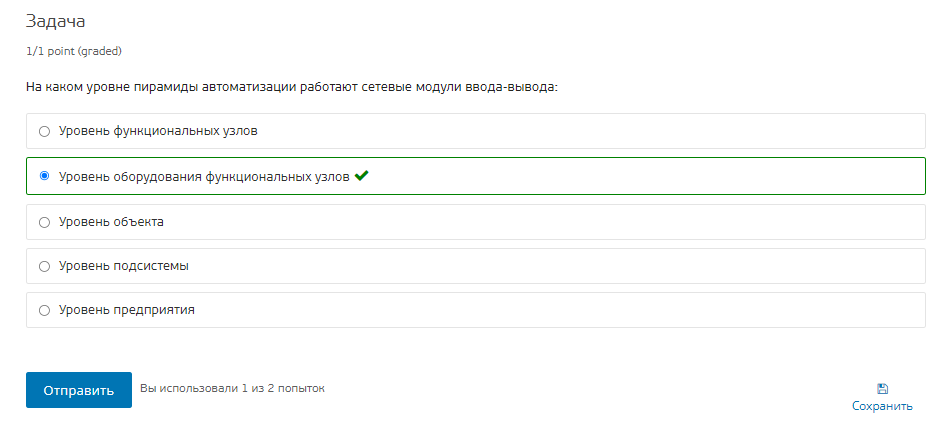 Задача
1/1 point (graded)
На каком уровне пирамиды автоматизации работают сетевые модули ввода-вывода:
Уровень функциональных узлов
Уровень оборудования функциональных узлов
Уровень объекта
Уровень подсистемы
Уровень предприятия
Отправить
Вы использовали 1 из 2 попыток
Сохранить